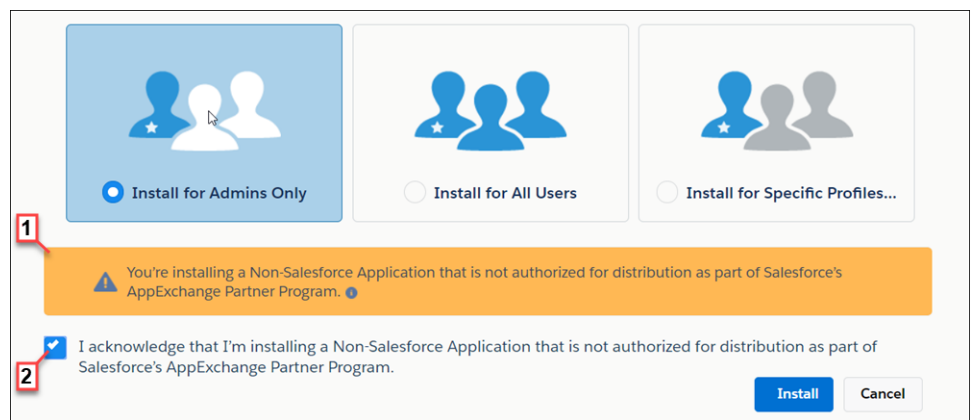 Install for Admins Only
Install for All Users
Install for Specific Profiles...
1
You're installing a Non-Salesforce Application that is not authorized for distribution as part of Salesforce's
AppExchange Partner Program.
2
I acknowledge that I'm installing a Non-Salesforce Application that is not authorized for distribution as part of
Salesforce's AppExchange Partner Program.
Install
Cancel